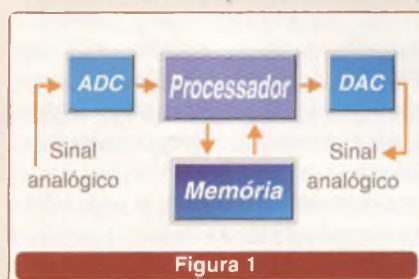 ADC
Processador
DAC
Sinal
analógico
Memória
Sinal
analógico
Figura 1